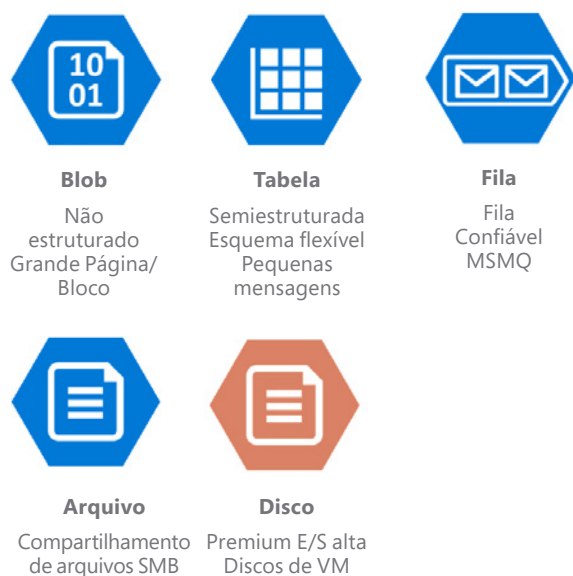 10
01
Blob
Não
estruturado
Grande Página/
Bloco
Tabela
Semiestruturada
Esquema flexível
Pequenas
mensagens
Fila
Fila
Confiável
MSMQ
Arquivo
Compartilhamento
de arquivos SMB
Disco
Premium E/S alta
Discos de VM